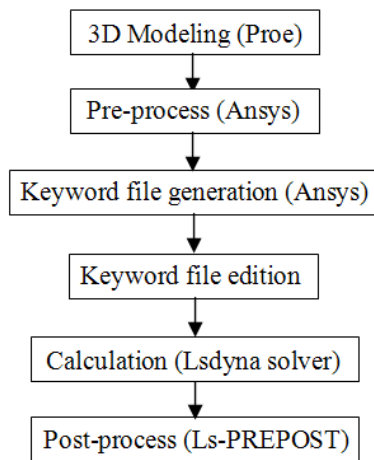 3D Modeling (Proe)
Pre-process (Ansys)
Keyword file generation (Ansys)
Keyword file edition
Calculation (Lsdyna solver)
Post-process (Ls-PREPOST)